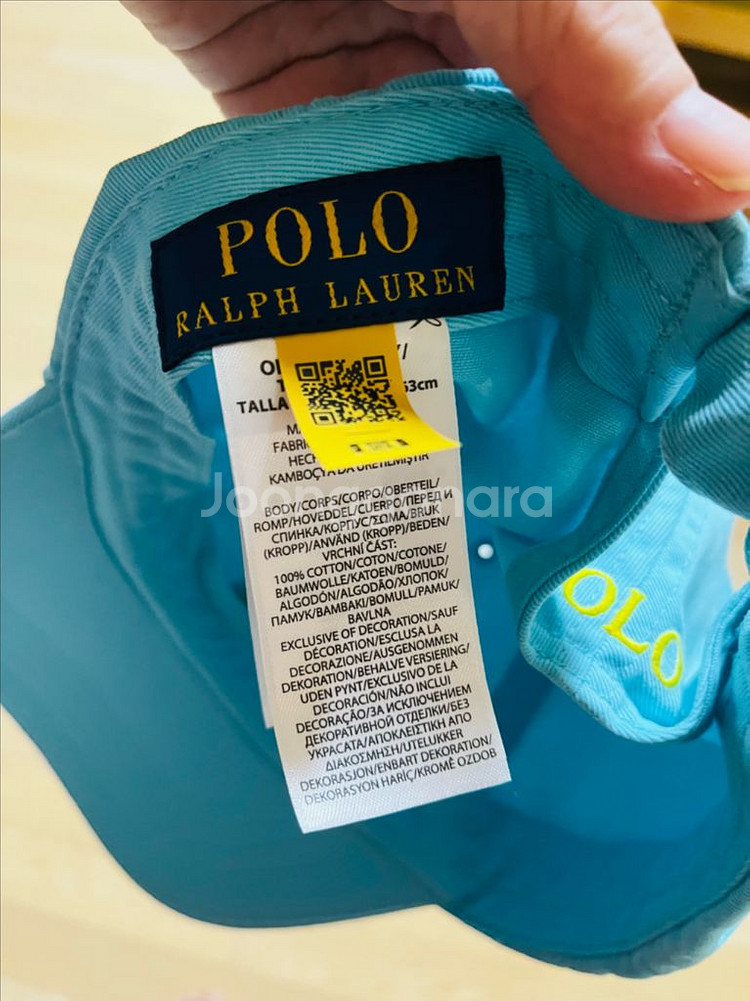 POLO
RALPH LAUREN
TALLA
63cm
FABRI
HECH
KAMBOÇYA'DA ÜRETİLMİŞTİR
BODY/CORPS/CORPO/OBERTEIL/
ROMP/HOVEDDEL/CUERPO/ПЕРЕД И
СПИНКА/КОРПУС/ΣΩΜΑ/BRUK
(KROPP)/ANVÄND (KROPP)/BEDEN/
VRCHNÍ ČÁST:
100% COTTON/COTON/COTONE/
BAUMWOLLE/KATOEN/BOMULD/
ALGODÓN/ALGODÃO/ХЛОПОК/
ПАМУК/ΒΑΜΒΑΚΙ/BOMULL/PAMUK/
BAVLNA
EXCLUSIVE OF DECORATION/SAUF
DÉCORATION/ESCLUSA LA
DECORAZIONE/AUSGENOMMEN
DEKORATION/BEHALVE VERSIERING/
UDEN PYNT/EXCLUSIVO DE LA
DECORACIÓN/NÃO INCLUI
DECORAÇÃO/ЗА ИСКЛЮЧЕНИЕМ
ДЕКОРАТИВНОЙ ОТДЕЛКИ/БЕЗ
УКРАСАТА/ΑΠΟΚΛΕΙΣΤΙΚΗ ΑΠΟ
ΔΙΑΚΟΣΜΗΣΗ/UTELUKKER
DEKORASJON/ENBART DEKORATION/
DEKORASYON HARİÇ/KROMĚ OZDOB
OLO
Joonggonara